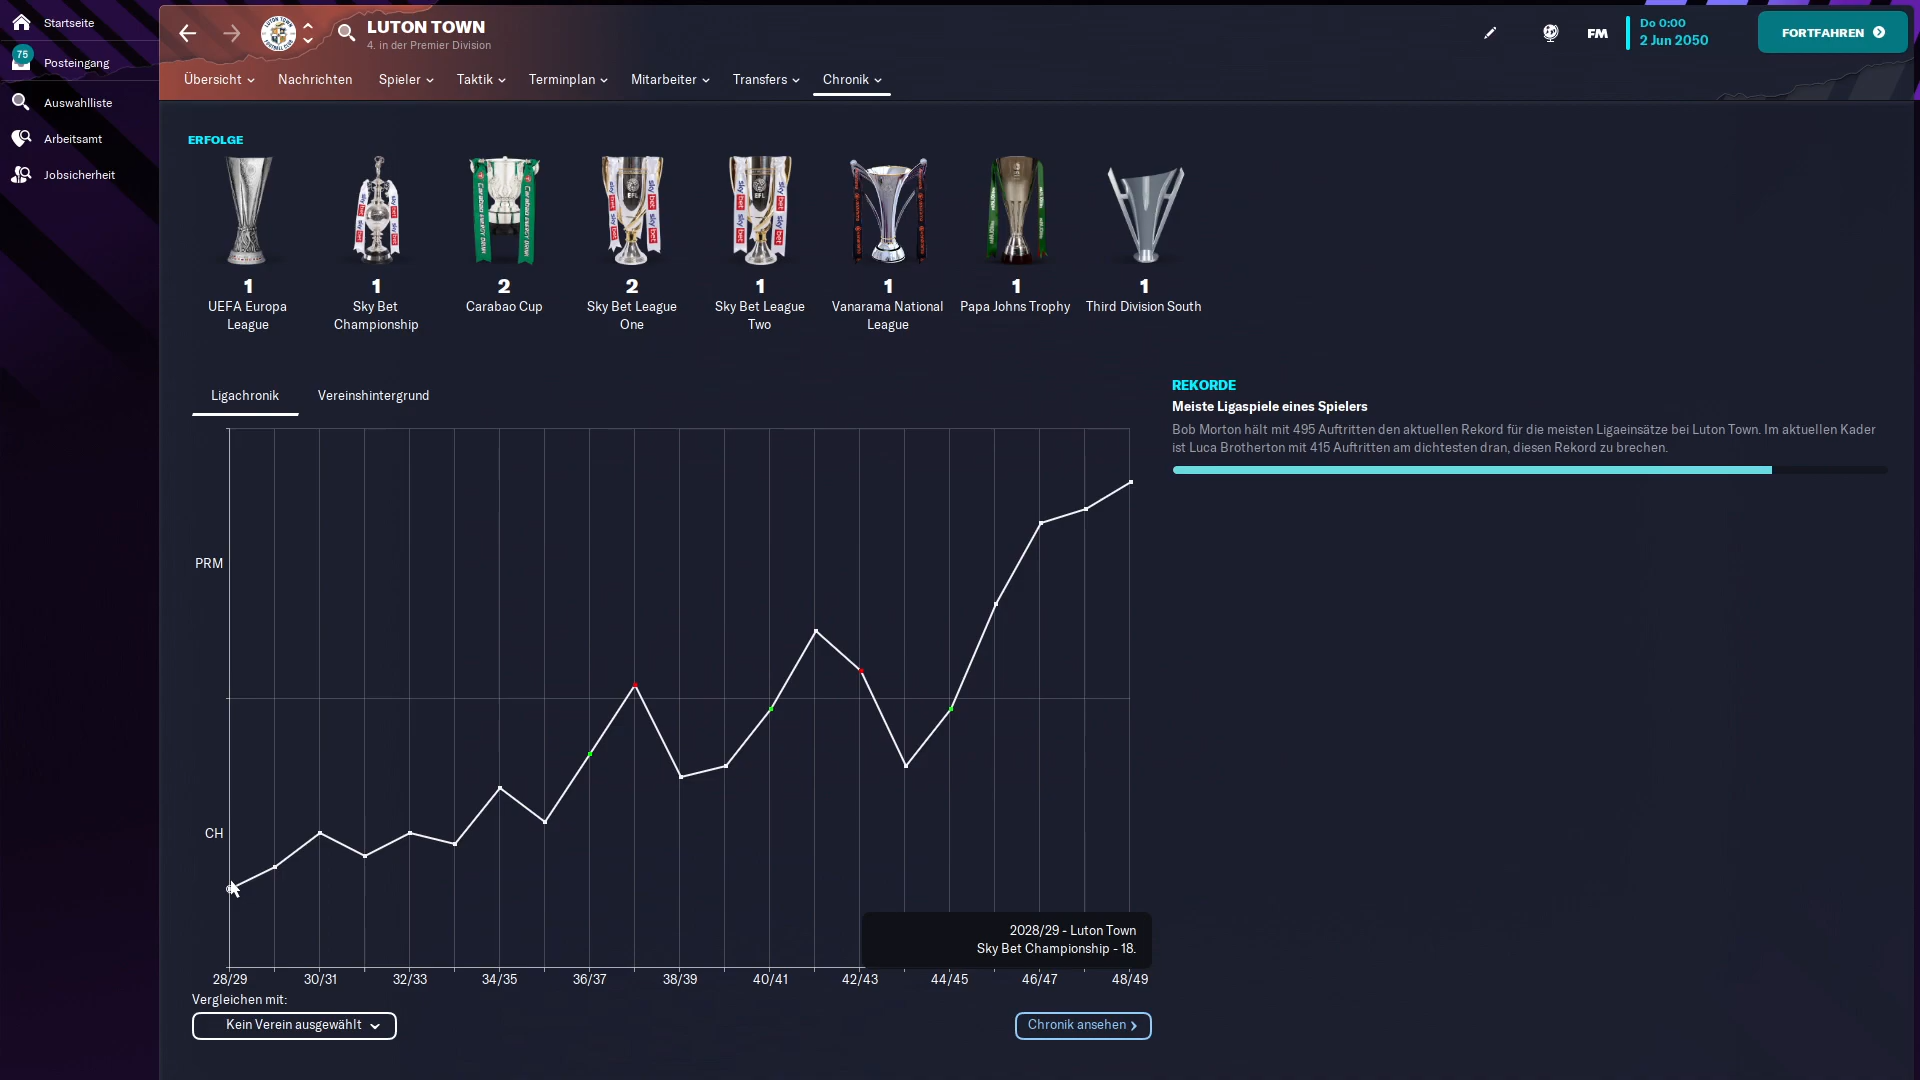 Startseite
75
Posteingang
Auswahlliste
Arbeitsamt
Jobsicherheit
LUTON TOWN
4. in der Premier Division
FM
Do 0:00
2 Jun 2050
FORTFAHREN
Übersicht
Nachrichten
Spieler
Taktik
Terminplan
Mitarbeiter
Transfers
Chronik
ERFOLGE
1
UEFA Europa
League
1
Sky Bet
Championship
2
Carabao Cup
2
Sky Bet League
One
1
Sky Bet League
Two
1
Vanarama National
League
1
Papa Johns Trophy
1
Third Division South
Ligachronik
Vereinshintergrund
PRM
CH
28/29
30/31
32/33
34/35
36/37
38/39
40/41
42/43
44/45
46/47
48/49
2028/29 - Luton Town
Sky Bet Championship - 18.
Vergleichen mit:
Kein Verein ausgewählt
Chronik ansehen
REKORDE
Meiste Ligaspiele eines Spielers
Bob Morton hält mit 495 Auftritten den aktuellen Rekord für die meisten Ligaeinsätze bei Luton Town. Im aktuellen Kader
ist Luca Brotherton mit 415 Auftritten am dichtesten dran, diesen Rekord zu brechen.